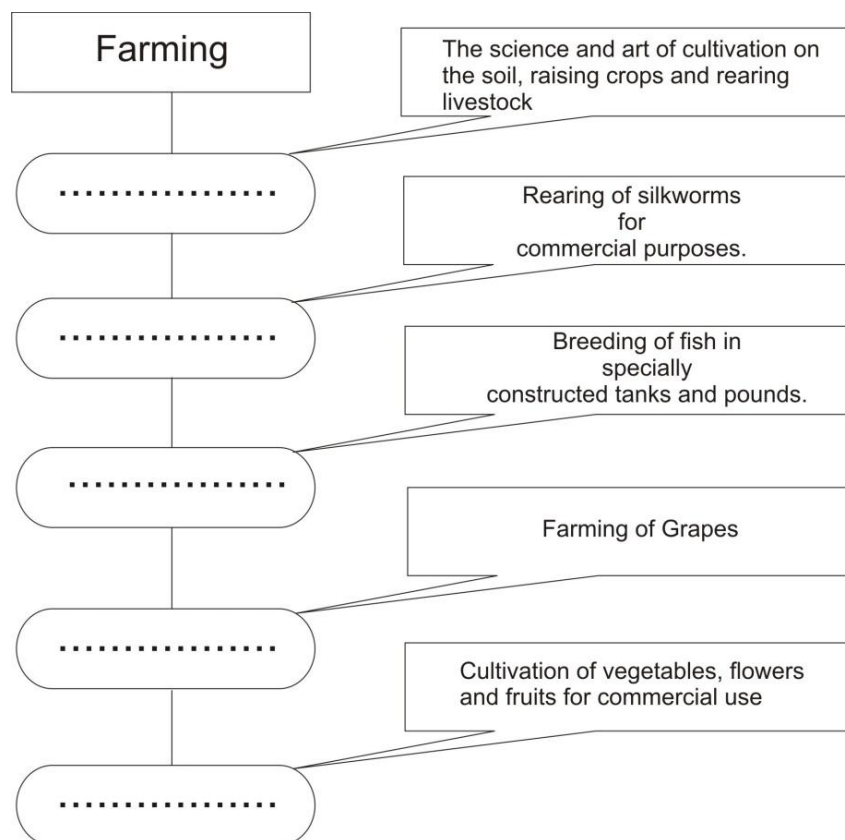 Farming
The science and art of cultivation on
the soil, raising crops and rearing
livestock
.................
Rearing of silkworms
for
commercial purposes.
.................
Breeding of fish in
specially
constructed tanks and pounds.
.................
Farming of Grapes
.................
Cultivation of vegetables, flowers
and fruits for commercial use
.................